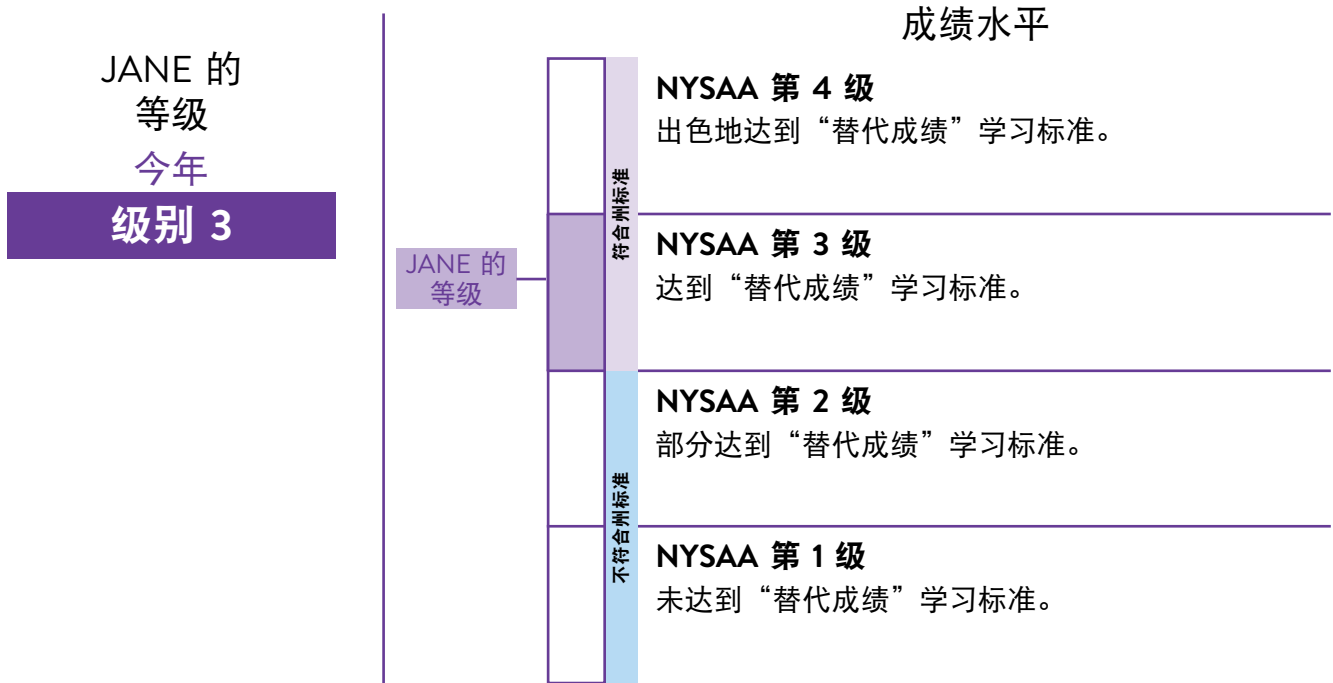 JANE 的
等级
今年
级别 3
成绩水平
JANE 的
等级
符合州标准
不符合州标准
NYSAA 第 4 级
出色地达到“替代成绩”学习标准。
NYSAA 第 3 级
达到“替代成绩”学习标准。
NYSAA 第 2 级
部分达到“替代成绩”学习标准。
NYSAA 第 1 级
未达到“替代成绩”学习标准。